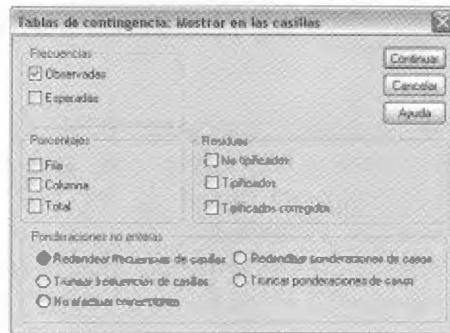 Tablas de contingencia: Mostrar en las casillas
Frecuencias
Observadas
Esperadas
Continuar
Cancelar
Ayuda
Porcentajes
Fila
Columna
Total
Residuos
No tipificados
Tipificados
Tipificados corregidos
Ponderaciones no enteras
Redondear frecuencias de casillas
Redondear ponderaciones de casos
Truncar frecuencias de casillas
Truncar ponderaciones de casos
No efectuar correcciones